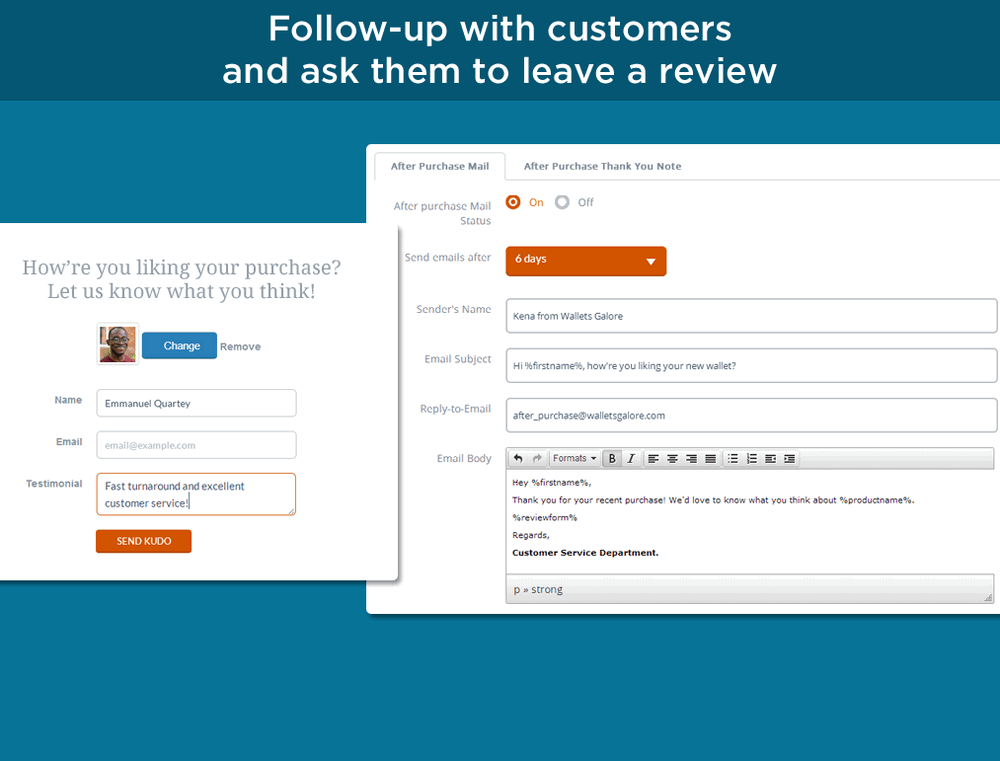 Follow-up with customers
and ask them to leave a review
After Purchase Mail
After Purchase Thank You Note
After purchase Mail
Status
On
Off
Send emails after
6 days
Sender's Name
Kena from Wallets Galore
Email Subject
Hi %firstname%, how're you liking your new wallet?
Reply-to-Email
after_purchase@walletsgalore.com
Email Body
Formats
B
I
Hey %firstname%,
Thank you for your recent purchase! We'd love to know what you think about %productname%.
%reviewform%
Regards,
Customer Service Department.
p » strong
How're you liking your purchase?
Let us know what you think!
Change
Remove
Name
Emmanuel Quartey
Email
email@example.com
Testimonial
Fast turnaround and excellent
customer service!
SEND KUDO